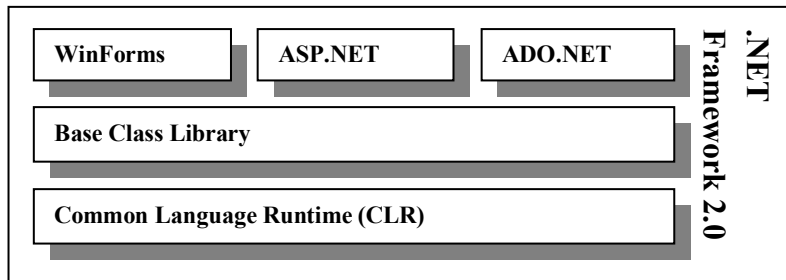 WinForms
ASP.NET
ADO.NET
Base Class Library
Common Language Runtime (CLR)
.NET
Framework 2.0